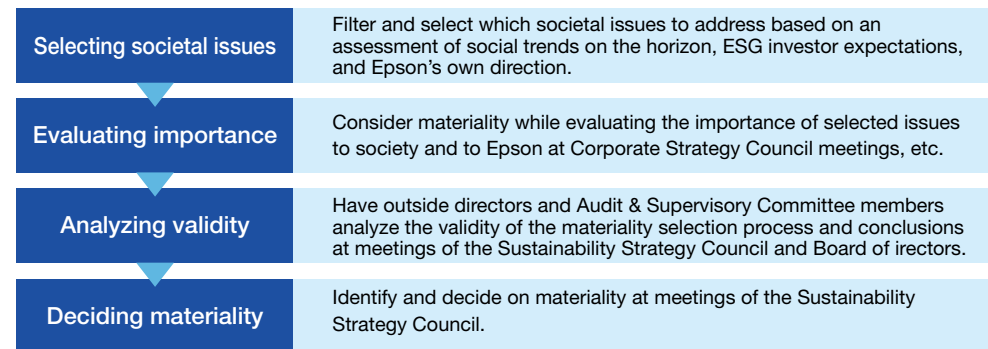 Selecting societal issues
Filter and select which societal issues to address based on an
assessment of social trends on the horizon, ESG investor expectations,
and Epson's own direction.
Evaluating importance
Consider materiality while evaluating the importance of selected issues
to society and to Epson at Corporate Strategy Council meetings, etc.
Analyzing validity
Have outside directors and Audit & Supervisory Committee members
analyze the validity of the materiality selection process and conclusions
at meetings of the Sustainability Strategy Council and Board of irectors.
Deciding materiality
Identify and decide on materiality at meetings of the Sustainability
Strategy Council.